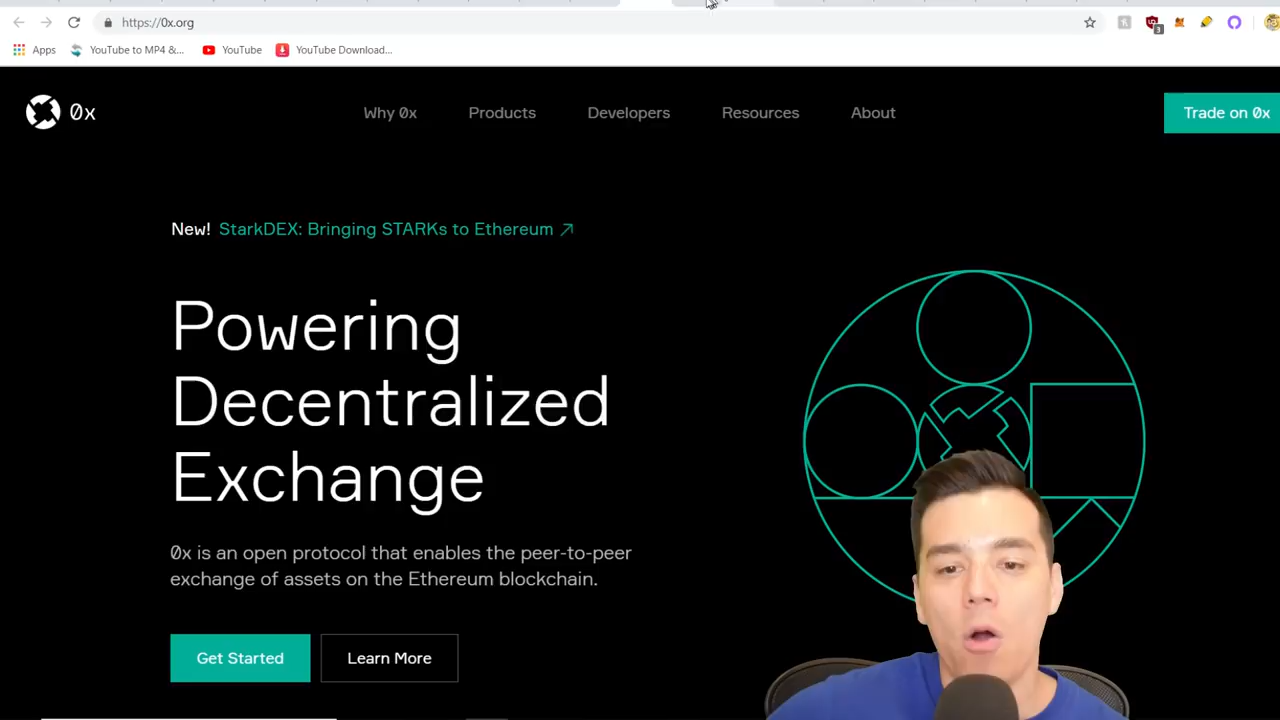 https://0x.org
3
Apps
YouTube to MP4 &...
YouTube
YouTube Download...
0x
Why 0x
Products
Developers
Resources
About
Trade on 0x
New! StarkDEX: Bringing STARKs to Ethereum ↗
Powering
Decentralized
Exchange
0x is an open protocol that enables the peer-to-peer
exchange of assets on the Ethereum blockchain.
Get Started
Learn More